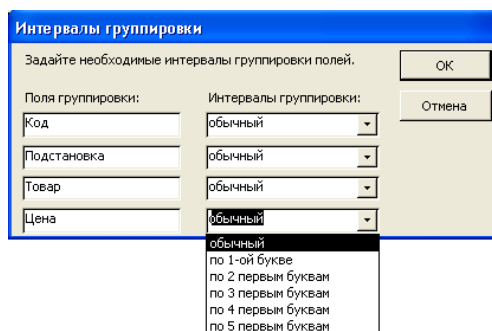 Интервалы группировки
Задайте необходимые интервалы группировки полей.
ОК
Отмена
Поля группировки: Интервалы группировки:
Код обычный
Подстановка обычный
Товар обычный
Цена обычный
обычный
по 1-ой букве
по 2 первым буквам
по 3 первым буквам
по 4 первым буквам
по 5 первым буквам